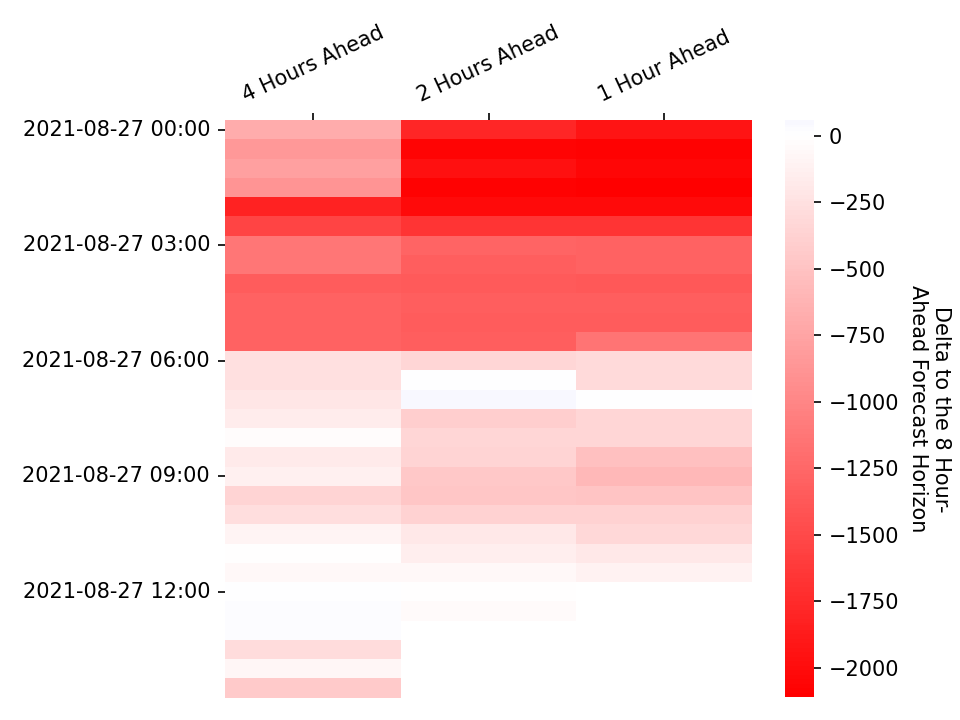 4 Hours Ahead
2 Hours Ahead
1 Hour Ahead
2021-08-27 00:00
2021-08-27 03:00
2021-08-27 06:00
2021-08-27 09:00
2021-08-27 12:00
0
−250
−500
−750
−1000
−1250
−1500
−1750
−2000
Delta to the 8 Hour-
Ahead Forecast Horizon